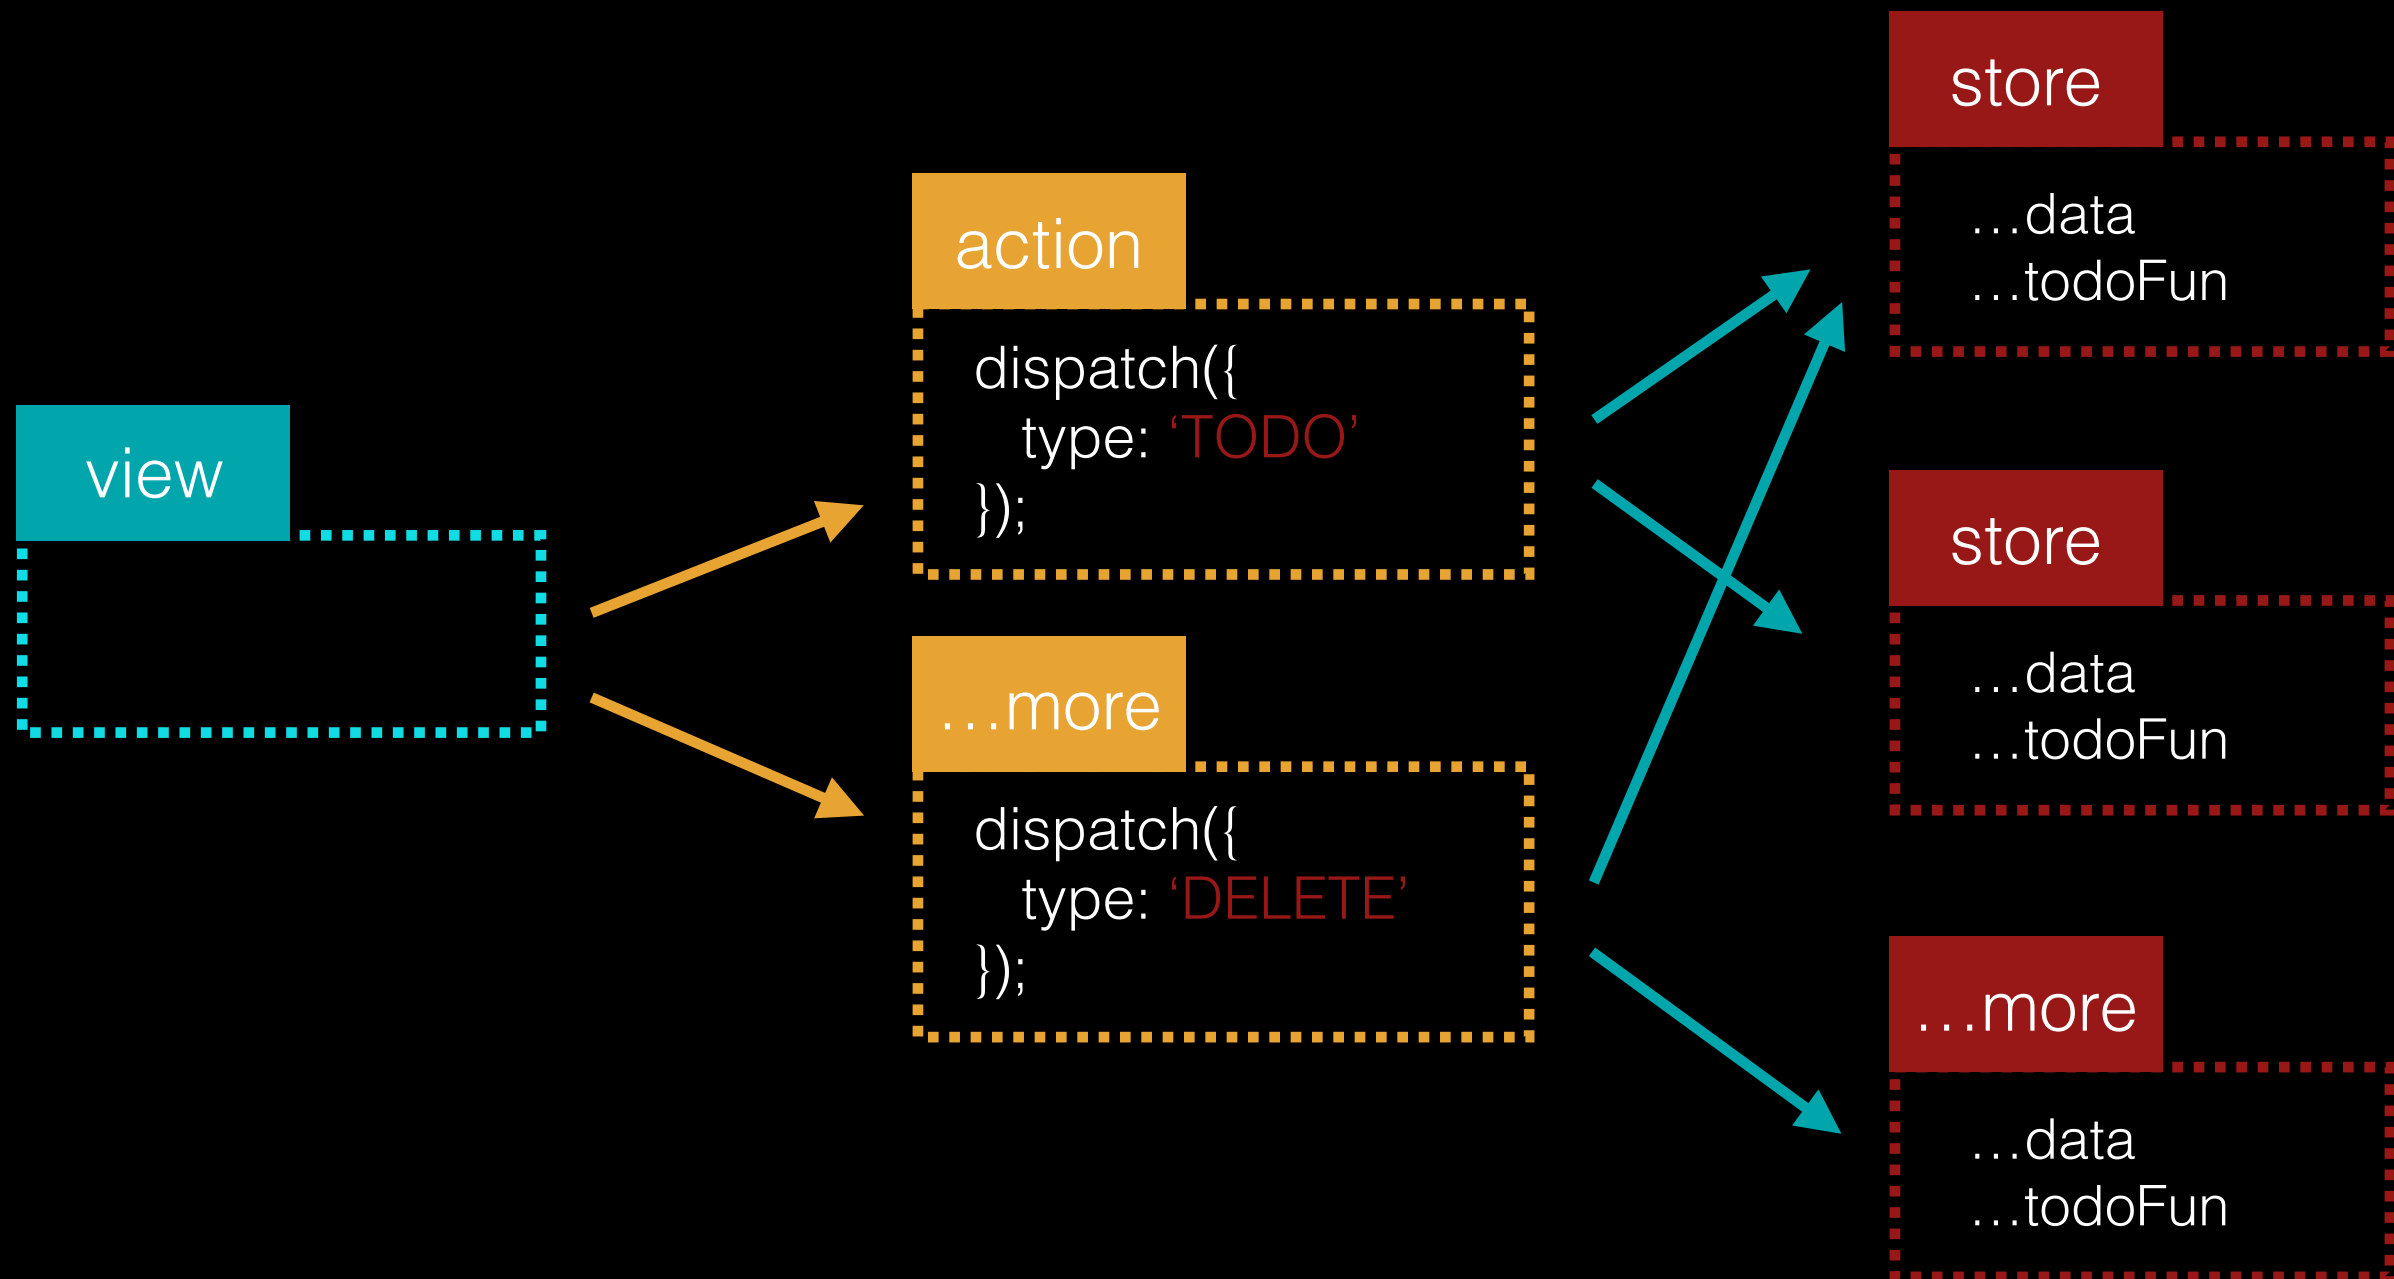 view
action
dispatch({
type: ‘TODO’
});
…more
dispatch({
type: ‘DELETE’
});
store
…data
…todoFun
store
…data
…todoFun
…more
…data
…todoFun